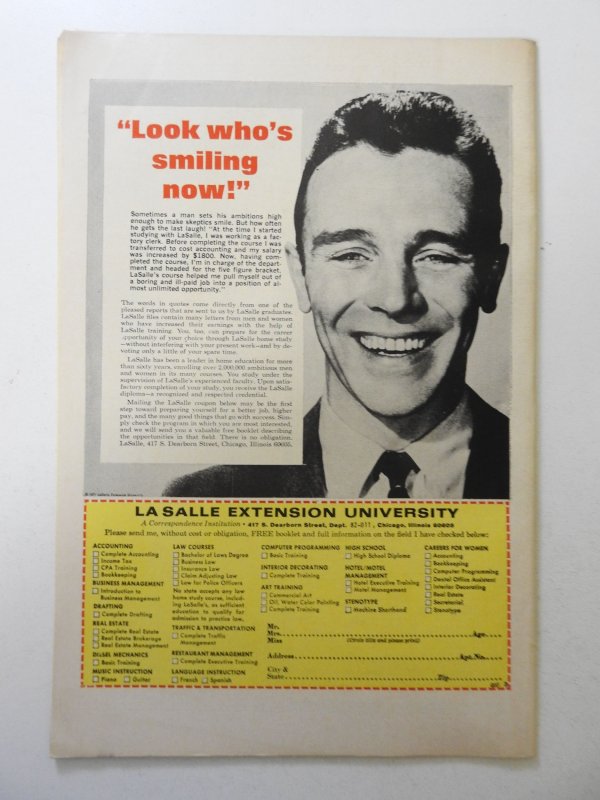 “Look who’s
smiling
now!”
Sometimes a man sets his ambitions high
enough to make skeptics smile. But how often
he gets the last laugh! “At the time I started
studying with LaSalle, I was working as a fac-
tory clerk. Before completing the course I was
transferred to cost accounting and my salary
was increased by $1800. Now, having com-
pleted the course, I’m in charge of the depart-
ment and headed for the five figure bracket.
LaSalle’s course helped me pull myself out of
a boring and ill-paid job into a position of al-
most unlimited opportunity.”
The words in quotes come directly from one of the
pleased reports that are sent to us by LaSalle graduates.
LaSalle files contain many letters from men and women
who have increased their earnings with the help of
LaSalle training. You, too, can prepare for the career
opportunity of your choice through LaSalle home study
—without interfering with your present work—and by de-
voting only a little of your spare time.
LaSalle has been a leader in home education for more
than sixty years, enrolling over 2,000,000 ambitious men
and women in its many courses. You study under the
supervision of LaSalle’s experienced faculty. Upon satis-
factory completion of your study, you receive the LaSalle
diploma—a recognized and respected credential.
Mailing the LaSalle coupon below may be the first
step toward preparing yourself for a better job, higher
pay, and the many good things that go with success. Sim-
ply check the program in which you are most interested,
and we will send you a valuable free booklet describing
the opportunities in that field. There is no obligation.
LaSalle, 417 S. Dearborn Street, Chicago, Illinois 60605.
LA SALLE EXTENSION UNIVERSITY
A Correspondence Institution • 417 S. Dearborn Street, Dept. 82-011, Chicago, Illinois 60605
Please send me, without cost or obligation, FREE booklet and full information on the field I have checked below:
ACCOUNTING
Complete Accounting
Income Tax
CPA Training
Bookkeeping
BUSINESS MANAGEMENT
Introduction to
Business Management
DRAFTING
Complete Drafting
REAL ESTATE
Complete Real Estate
Real Estate Brokerage
Real Estate Management
DIESEL MECHANICS
Basic Training
MUSIC INSTRUCTION
Piano Guitar
LAW COURSES
Bachelor of Laws Degree
Business Law
Insurance Law
Claim Adjusting Law
Law for Police Officers
No state accepts any law
home study course, includ-
ing LaSalle’s, as sufficient
education to qualify for
admission to practice law.
TRAFFIC & TRANSPORTATION
Complete Traffic
Management
RESTAURANT MANAGEMENT
Complete Executive Training
LANGUAGE INSTRUCTION
French Spanish
COMPUTER PROGRAMMING
Basic Training
INTERIOR DECORATING
Complete Training
ART TRAINING
Commercial Art
Oil, Water Color Painting
Complete Training
HIGH SCHOOL
High School Diploma
HOTEL/MOTEL
MANAGEMENT
Hotel Executive Training
Motel Management
STENOTYPE
Machine Shorthand
CAREERS FOR WOMEN
Accounting
Bookkeeping
Computer Programming
Dental Office Assistant
Interior Decorating
Real Estate
Secretarial
Stenotype
Mr.
Mrs. Age
Miss (Circle title and please print)
Address Apt. No.
City &
State Zip